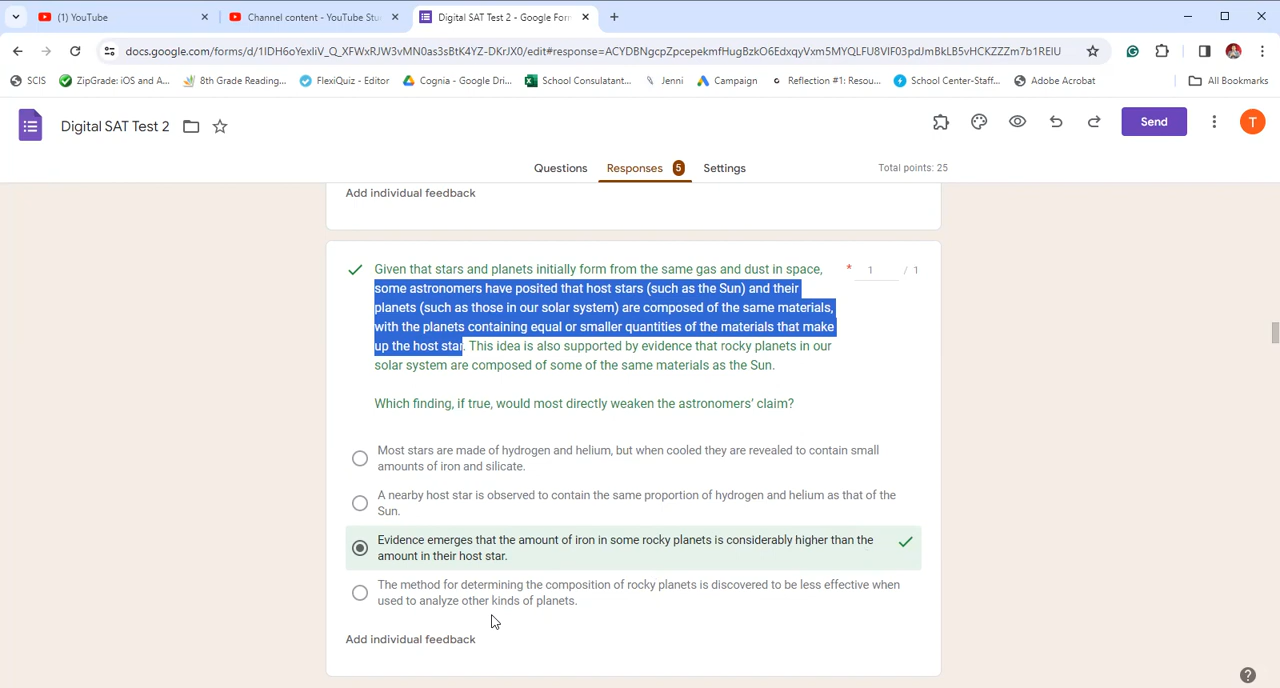 (1) YouTube
Channel content - YouTube Stu
Digital SAT Test 2 - Google Form
docs.google.com/forms/d/1IDH6oYexIiV_Q_XFWxRJW3vMN0as3sBtK4YZ-DKrJX0/edit#response=ACYDBNgcpZpcepekmfHugBzkO6EdxqyVxm5MYQLFU8VlF03pdJmBkLB5vHCKZZZm7b1REIU
SCIS
ZipGrade: iOS and A...
8th Grade Reading...
FlexiQuiz - Editor
Cognia - Google Dri...
School Consulatant...
Jenni
Campaign
Reflection #1: Resou...
School Center-Staff...
Adobe Acrobat
All Bookmarks
Digital SAT Test 2
Send
T
Questions
Responses 5
Settings
Total points: 25
Add individual feedback
Given that stars and planets initially form from the same gas and dust in space, * 1 / 1
some astronomers have posited that host stars (such as the Sun) and their
planets (such as those in our solar system) are composed of the same materials,
with the planets containing equal or smaller quantities of the materials that make
up the host star. This idea is also supported by evidence that rocky planets in our
solar system are composed of some of the same materials as the Sun.
Which finding, if true, would most directly weaken the astronomers' claim?
Most stars are made of hydrogen and helium, but when cooled they are revealed to contain small
amounts of iron and silicate.
A nearby host star is observed to contain the same proportion of hydrogen and helium as that of the
Sun.
Evidence emerges that the amount of iron in some rocky planets is considerably higher than the
amount in their host star.
The method for determining the composition of rocky planets is discovered to be less effective when
used to analyze other kinds of planets.
Add individual feedback